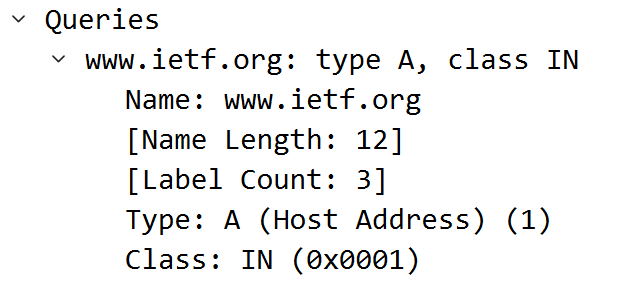 Queries
www.ietf.org: type A, class IN
Name: www.ietf.org
[Name Length: 12]
[Label Count: 3]
Type: A (Host Address) (1)
Class: IN (0x0001)